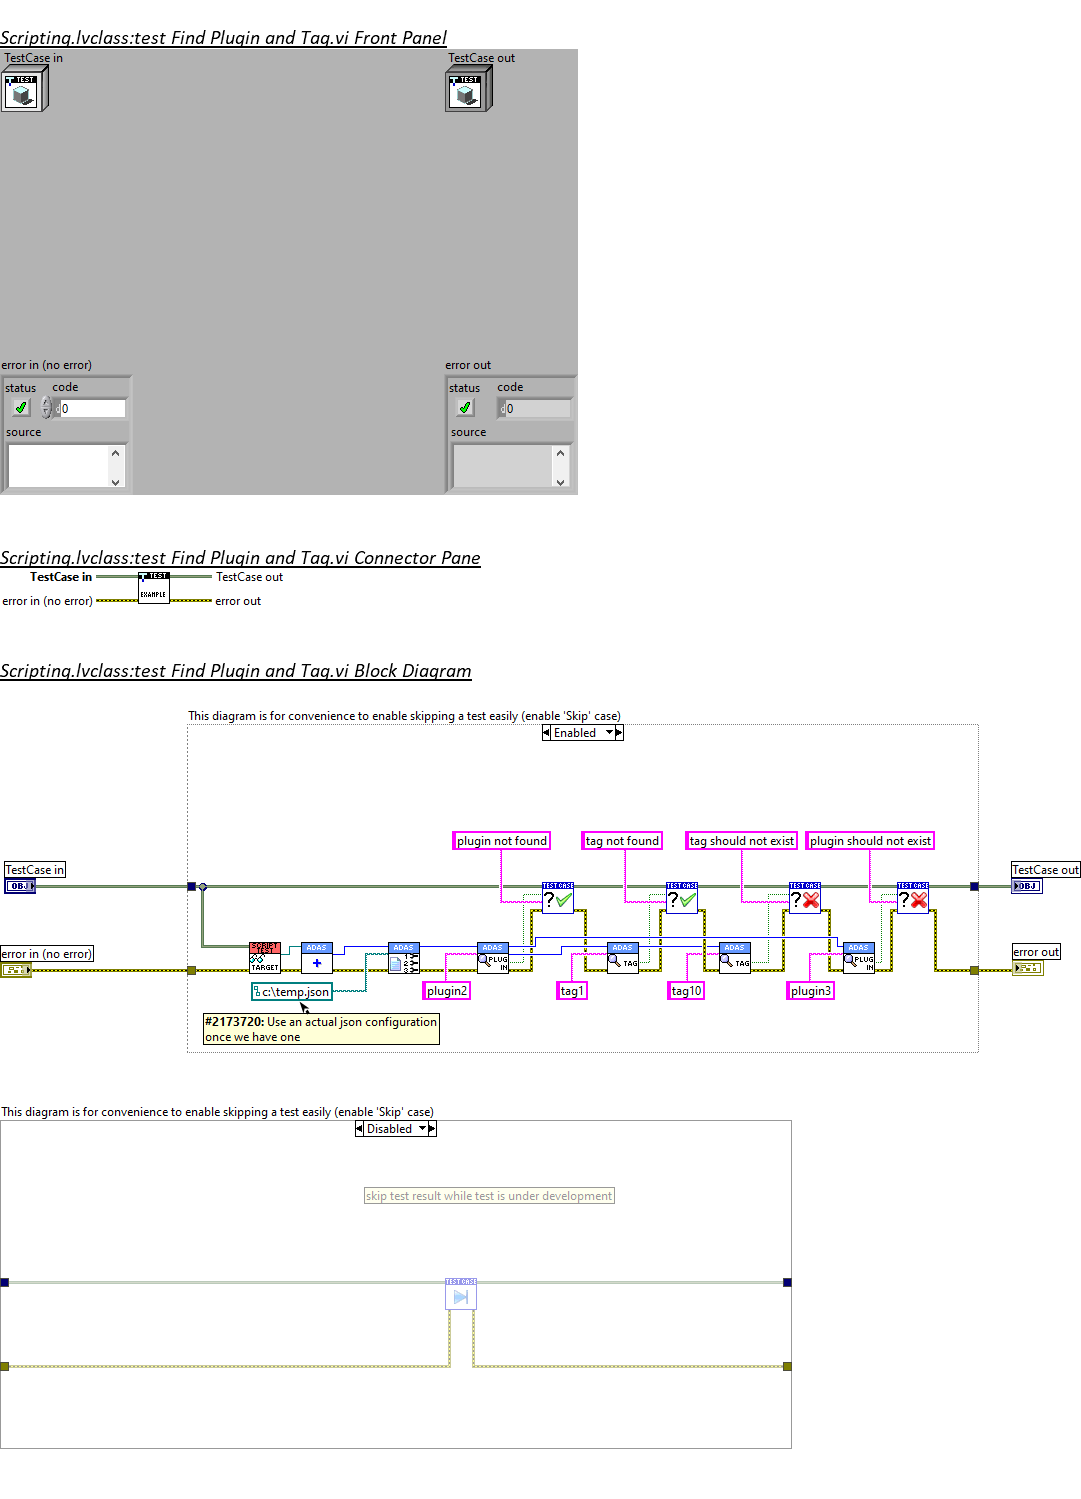 Scripting.lvclass:test Find Plugin and Tag.vi Front Panel
TestCase in
TestCase out
TEST
TEST
error in (no error)
error out
status
code
status
code
d0
d0
source
source
Scripting.lvclass:test Find Plugin and Tag.vi Connector Pane
TestCase in
TEST
EXAMPLE
TestCase out
error in (no error)
error out
Scripting.lvclass:test Find Plugin and Tag.vi Block Diagram
This diagram is for convenience to enable skipping a test easily (enable 'Skip' case)
Enabled
plugin not found
tag not found
tag should not exist
plugin should not exist
TestCase in
OBJ
TestCase out
OBJ
TEST CASE
?
TEST CASE
?
TEST CASE
?
TEST CASE
?
error in (no error)
error out
SCRIPT TEST
TARGET
ADAS
+
ADAS
1
2
3
ADAS
PLUG
IN
ADAS
TAG
ADAS
TAG
ADAS
PLUG
IN
c:\temp.json
plugin2
tag1
tag10
plugin3
#2173720: Use an actual json configuration
once we have one
This diagram is for convenience to enable skipping a test easily (enable 'Skip' case)
Disabled
skip test result while test is under development
TEST CASE